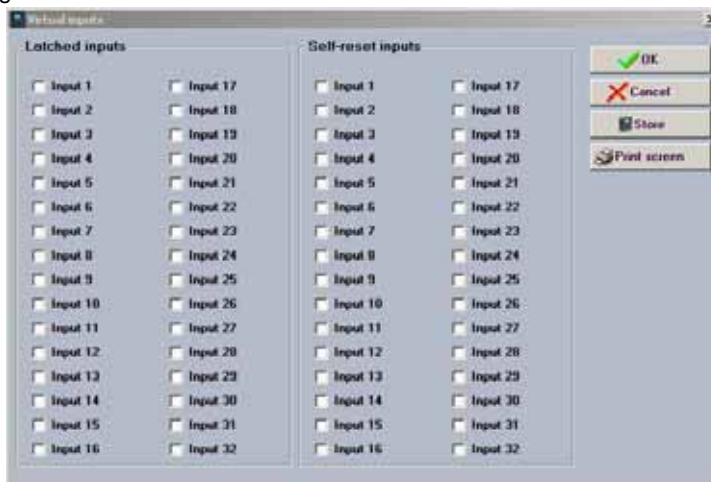 Virtual inputs
Latched inputs
Input 1
Input 2
Input 3
Input 4
Input 5
Input 6
Input 7
Input 8
Input 9
Input 10
Input 11
Input 12
Input 13
Input 14
Input 15
Input 16
Input 17
Input 18
Input 19
Input 20
Input 21
Input 22
Input 23
Input 24
Input 25
Input 26
Input 27
Input 28
Input 29
Input 30
Input 31
Input 32
Self-reset inputs
Input 1
Input 2
Input 3
Input 4
Input 5
Input 6
Input 7
Input 8
Input 9
Input 10
Input 11
Input 12
Input 13
Input 14
Input 15
Input 16
Input 17
Input 18
Input 19
Input 20
Input 21
Input 22
Input 23
Input 24
Input 25
Input 26
Input 27
Input 28
Input 29
Input 30
Input 31
Input 32
OK
Cancel
Store
Print screen